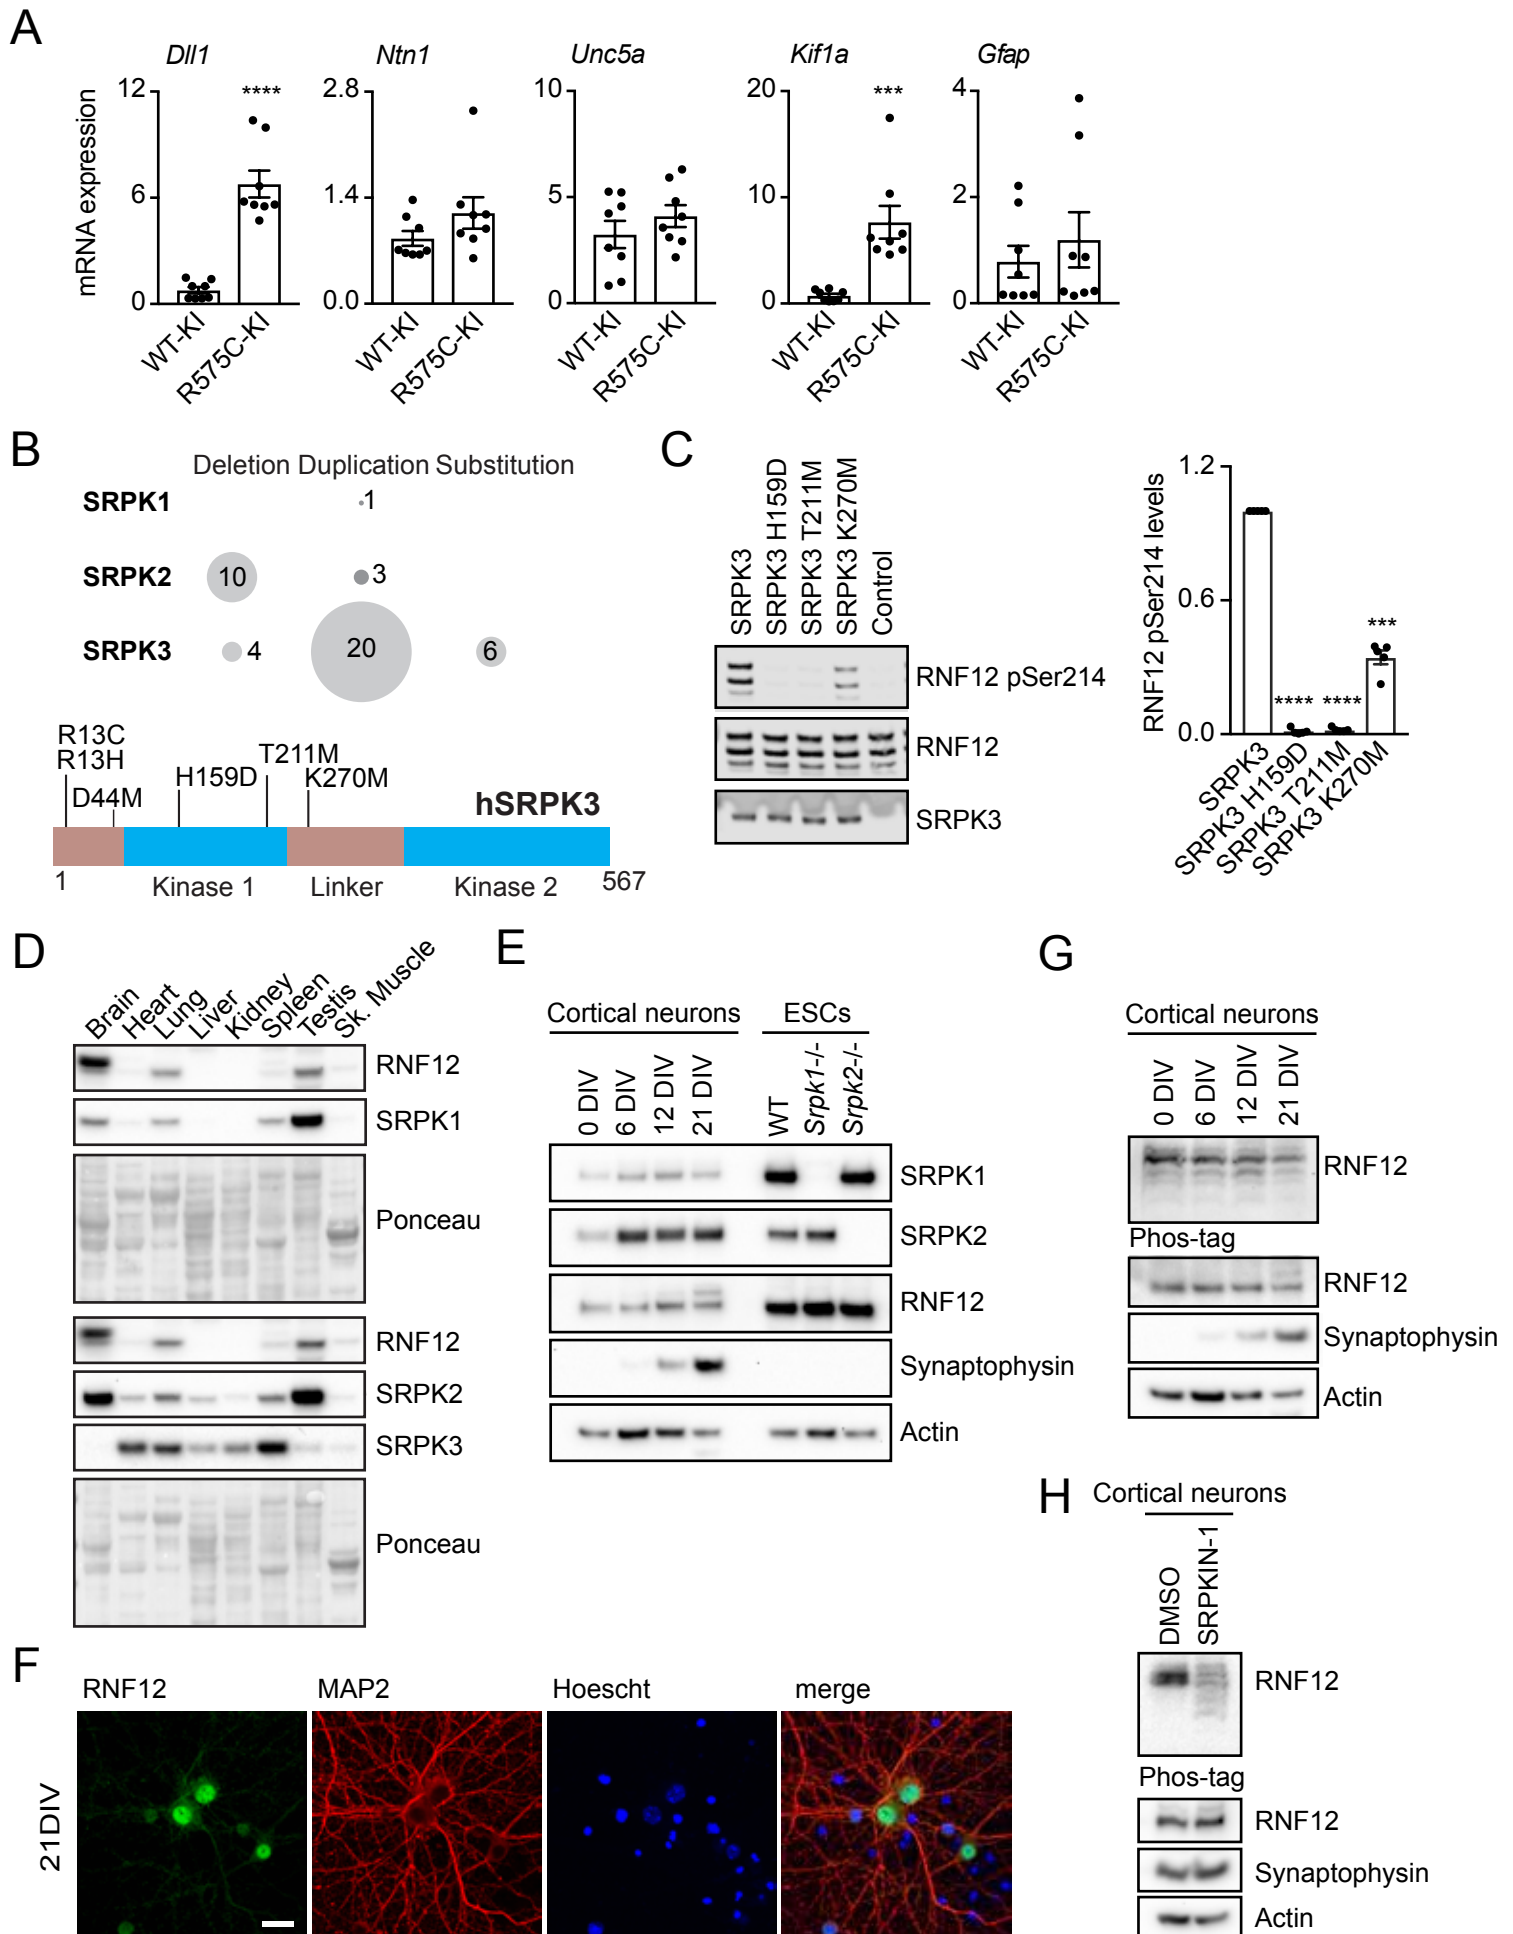 A
Dll1
Ntn1
Unc5a
Kif1a
Gfap
mRNA expression
12
6
0
****
WT-KI
R575C-KI
2.8
1.4
0.0
WT-KI
R575C-KI
10
5
0
WT-KI
R575C-KI
20
10
0
***
WT-KI
R575C-KI
4
2
0
WT-KI
R575C-KI
B
Deletion Duplication Substitution
SRPK1
1
SRPK2
10
3
SRPK3
4
20
6
R13C
R13H
D44M
H159D
T211M
K270M
hSRPK3
1
Kinase 1
Linker
Kinase 2
567
C
SRPK3
SRPK3 H159D
SRPK3 T211M
SRPK3 K270M
Control
RNF12 pSer214
RNF12
SRPK3
RNF12 pSer214 levels
1.2
0.6
0.0
****
****
***
SRPK3
SRPK3 H159D
SRPK3 T211M
SRPK3 K270M
D
Brain
Heart
Lung
Liver
Kidney
Spleen
Testis
Sk. Muscle
RNF12
SRPK1
Ponceau
RNF12
SRPK2
SRPK3
Ponceau
E
Cortical neurons
ESCs
0 DIV
6 DIV
12 DIV
21 DIV
WT
Srpk1-/-
Srpk2-/-
SRPK1
SRPK2
RNF12
Synaptophysin
Actin
G
Cortical neurons
0 DIV
6 DIV
12 DIV
21 DIV
RNF12
Phos-tag
RNF12
Synaptophysin
Actin
H
Cortical neurons
DMSO
SRPKIN-1
RNF12
Phos-tag
RNF12
Synaptophysin
Actin
F
RNF12
MAP2
Hoescht
merge
21DIV